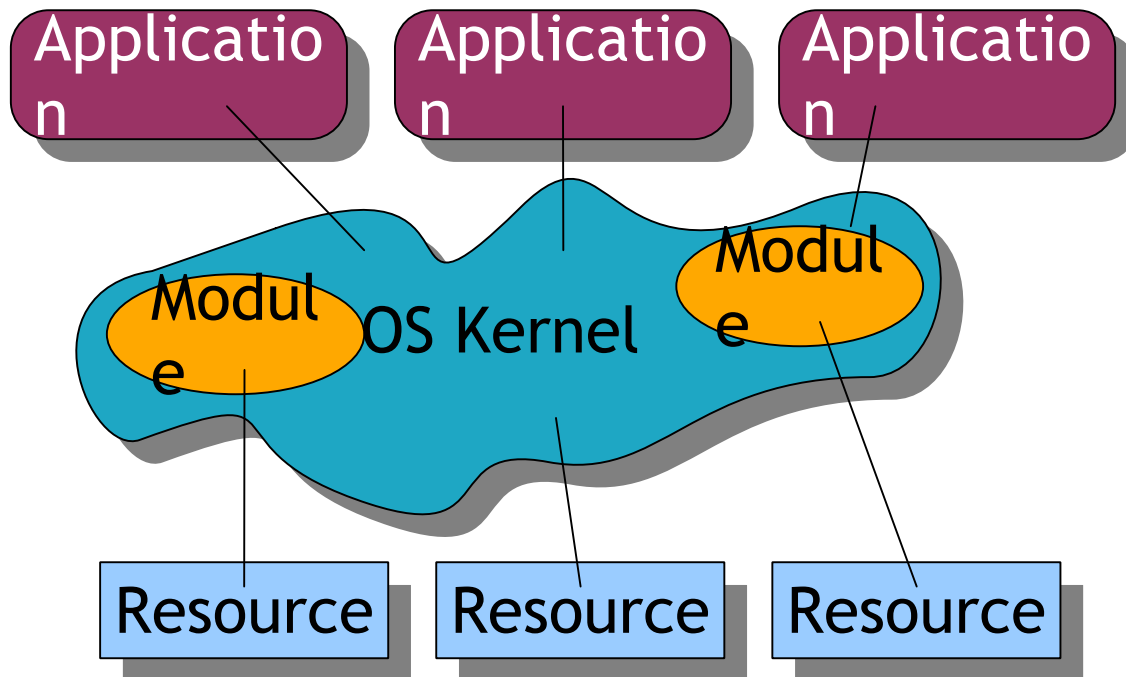 Applicatio
n
Applicatio
n
Applicatio
n
Modul
e
OS Kernel
Modul
e
Resource
Resource
Resource